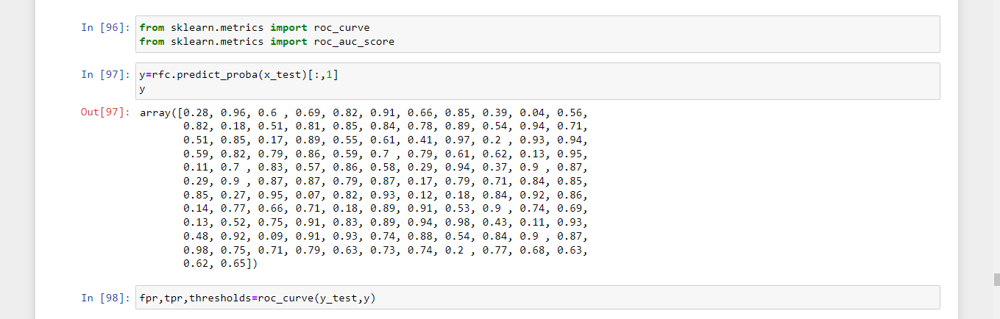 In [96]: from sklearn.metrics import roc_curve
from sklearn.metrics import roc_auc_score
In [97]: y=rfc.predict_proba(x_test)[:,1]
y
Out[97]: array([0.28, 0.96, 0.6 , 0.69, 0.82, 0.91, 0.66, 0.85, 0.39, 0.04, 0.56,
0.82, 0.18, 0.51, 0.81, 0.85, 0.84, 0.78, 0.89, 0.54, 0.94, 0.71,
0.51, 0.85, 0.17, 0.89, 0.55, 0.61, 0.41, 0.97, 0.2 , 0.93, 0.94,
0.59, 0.82, 0.79, 0.86, 0.59, 0.7 , 0.79, 0.61, 0.62, 0.13, 0.95,
0.11, 0.7 , 0.83, 0.57, 0.86, 0.58, 0.29, 0.94, 0.37, 0.9 , 0.87,
0.29, 0.9 , 0.87, 0.87, 0.79, 0.87, 0.17, 0.79, 0.71, 0.84, 0.85,
0.85, 0.27, 0.95, 0.07, 0.82, 0.93, 0.12, 0.18, 0.84, 0.92, 0.86,
0.14, 0.77, 0.66, 0.71, 0.18, 0.89, 0.91, 0.53, 0.9 , 0.74, 0.69,
0.13, 0.52, 0.75, 0.91, 0.83, 0.89, 0.94, 0.98, 0.43, 0.11, 0.93,
0.48, 0.92, 0.09, 0.91, 0.93, 0.74, 0.88, 0.54, 0.84, 0.9 , 0.87,
0.98, 0.75, 0.71, 0.79, 0.63, 0.73, 0.74, 0.2 , 0.77, 0.68, 0.63,
0.62, 0.65])
In [98]: fpr,tpr,thresholds=roc_curve(y_test,y)